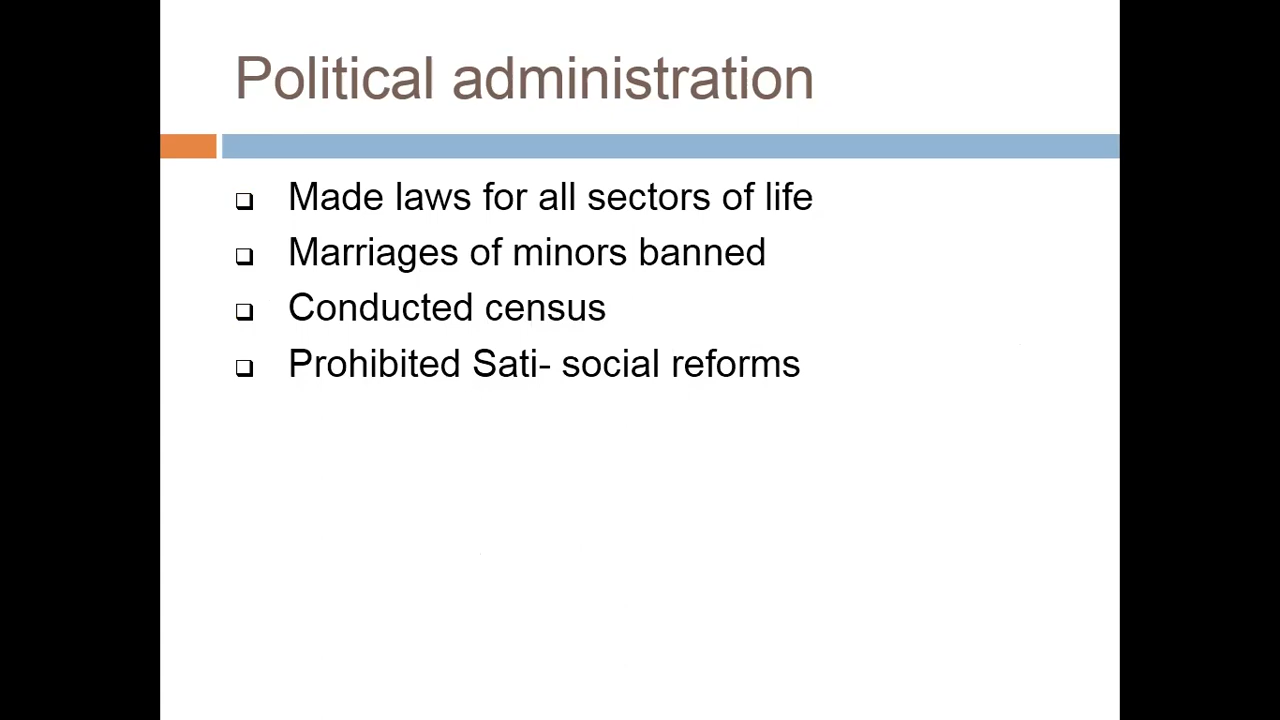 Political administration
Made laws for all sectors of life
Marriages of minors banned
Conducted census
Prohibited Sati- social reforms